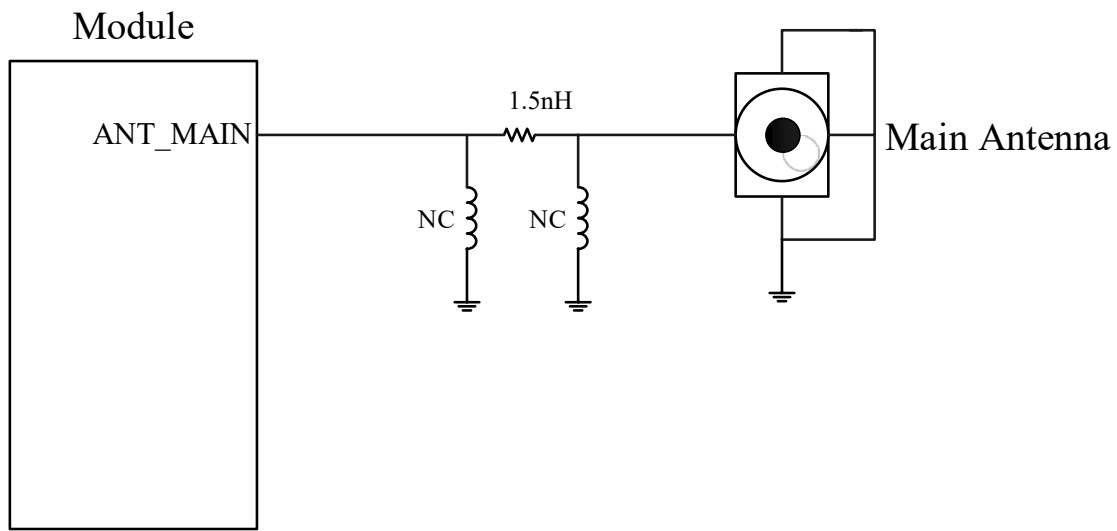 Module
1.5nH
ANT_MAIN
Main Antenna
NC
NC